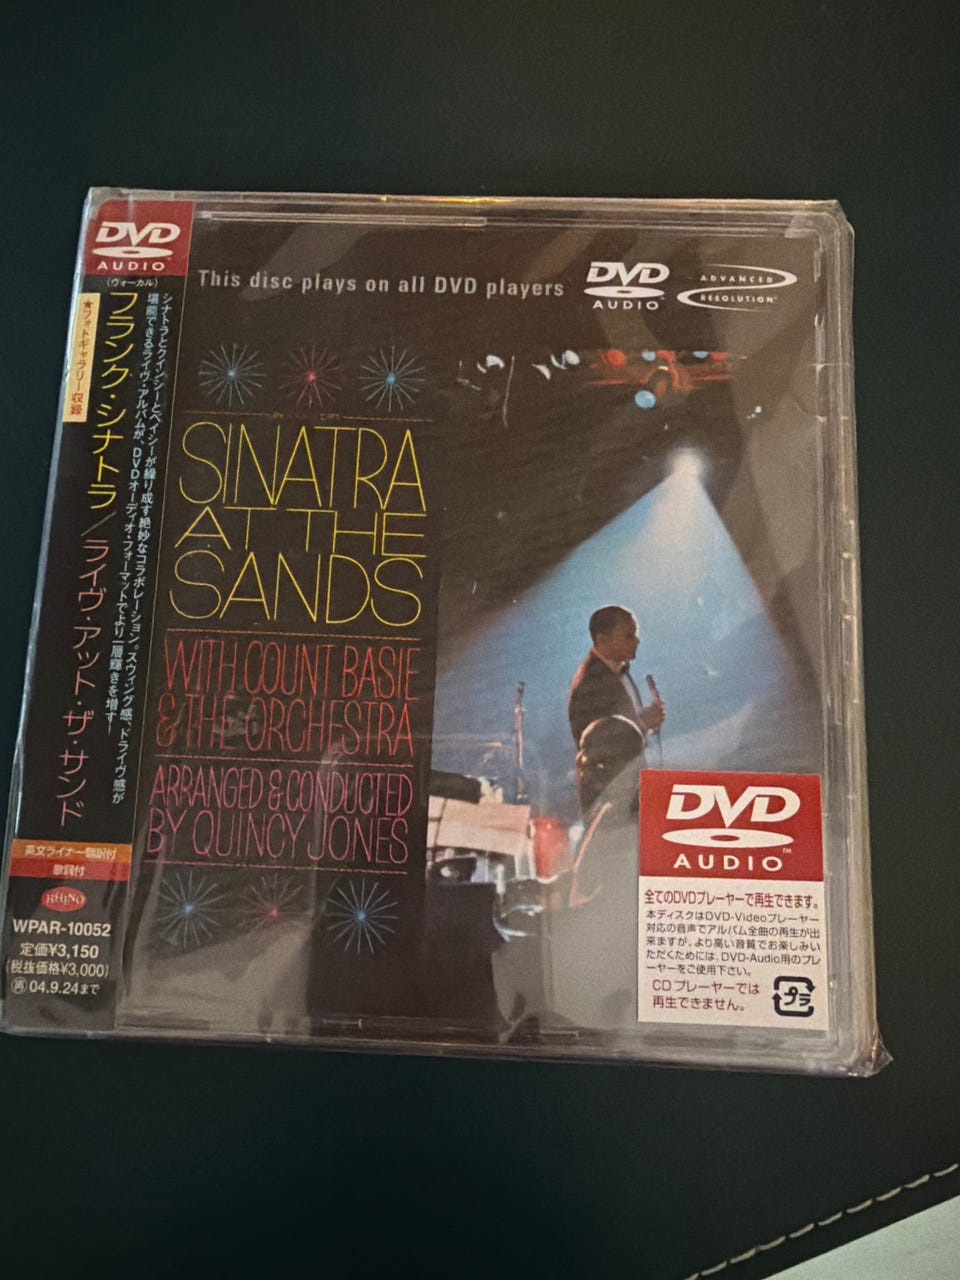 DVD
AUDIO
(ヴォーカル)
★フォトギャラリー収録
フランク・シナトラ／ライヴ・アット・ザ・サンド
シナトラとクインシーとベイシーが繰り成す絶妙なコラボレーション。スウィング感、ドライヴ感が
堪能できるライヴ・アルバムが、DVDオーディオ・フォーマットでより一層輝きを増す―
英文ライナー翻訳付
歌詞付
RHINO
WPAR-10052
定価¥3,150
(税抜価格¥3,000)
再04.9.24まで
This disc plays on all DVD players
DVD
AUDIO
ADVANCED
RESOLUTION
SINATRA
AT THE
SANDS
WITH COUNT BASIE
& THE ORCHESTRA
ARRANGED & CONDUCTED
BY QUINCY JONES
DVD
AUDIO™
全てのDVDプレーヤーで再生できます。
本ディスクはDVD-Videoプレーヤー
対応の音声でアルバム全曲の再生が出
来ますが、より高い音質でお楽しみい
ただくためには、DVD-Audio用のプレ
ーヤーをご使用下さい。
CDプレーヤーでは
再生できません。
プラ